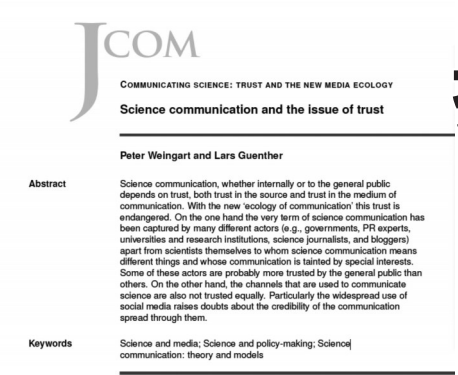 JCOM
COMMUNICATING SCIENCE: TRUST AND THE NEW MEDIA ECOLOGY
Science communication and the issue of trust
Peter Weingart and Lars Guenther
Abstract
Science communication, whether internally or to the general public
depends on trust, both trust in the source and trust in the medium of
communication. With the new 'ecology of communication' this trust is
endangered. On the one hand the very term of science communication has
been captured by many different actors (e.g., governments, PR experts,
universities and research institutions, science journalists, and bloggers)
apart from scientists themselves to whom science communication means
different things and whose communication is tainted by special interests.
Some of these actors are probably more trusted by the general public than
others. On the other hand, the channels that are used to communicate
science are also not trusted equally. Particularly the widespread use of
social media raises doubts about the credibility of the communication
spread through them.
Keywords
Science and media; Science and policy-making; Science
communication: theory and models